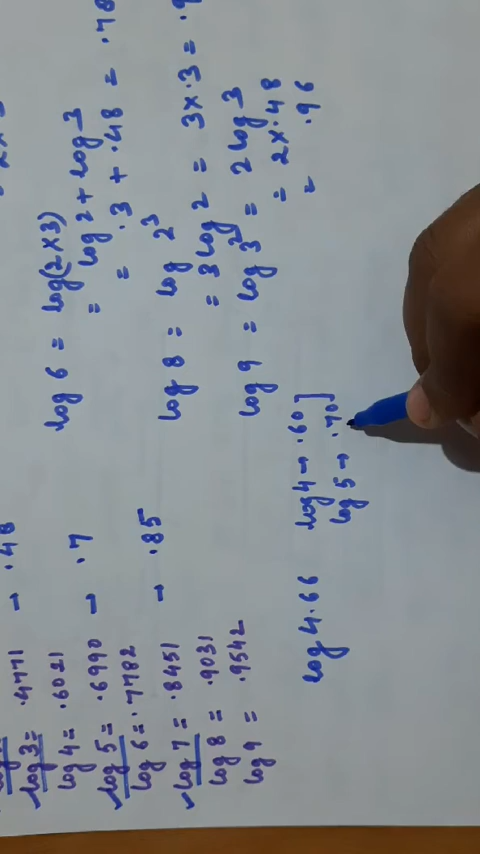 log 3 = .4771 → .48
log 4 = .6021
log 5 = .6990 → .7
log 6 = .7782
log 7 = .8451 → .85
log 8 = .9031
log 9 = .9542
log 6 = log(2×3)
= log 2 + log 3
= .3 + .48 = .78
log 8 = log 2³
= 3 log 2 = 3×.3 =
log 9 = log 3² = 2 log 3
= 2×.48
= .96
log 4.66 log 4 → .60]
log 5 → .70]